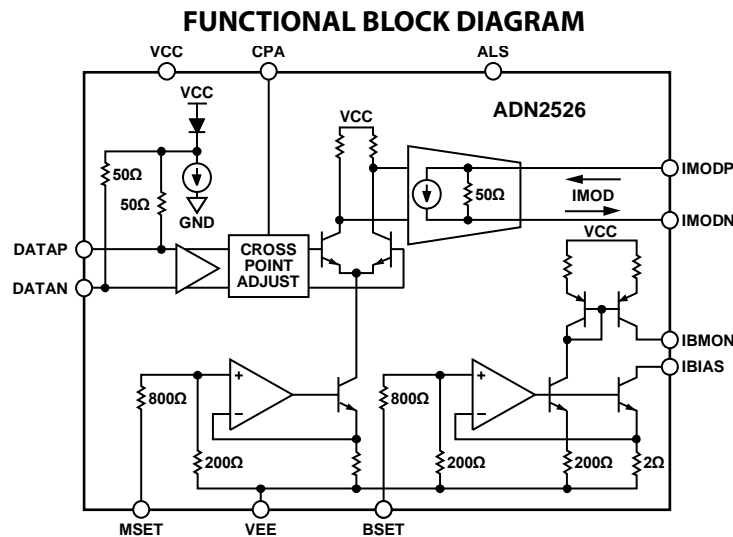 FUNCTIONAL BLOCK DIAGRAM
VCC
CPA
ALS
VCC
VCC
ADN2526
50Ω
50Ω
GND
50Ω
IMOD
IMODP
IMODN
VCC
DATAP
DATAN
CROSS
POINT
ADJUST
IBMON
IBIAS
800Ω
+
–
200Ω
800Ω
+
–
200Ω
200Ω
2Ω
MSET
VEE
BSET